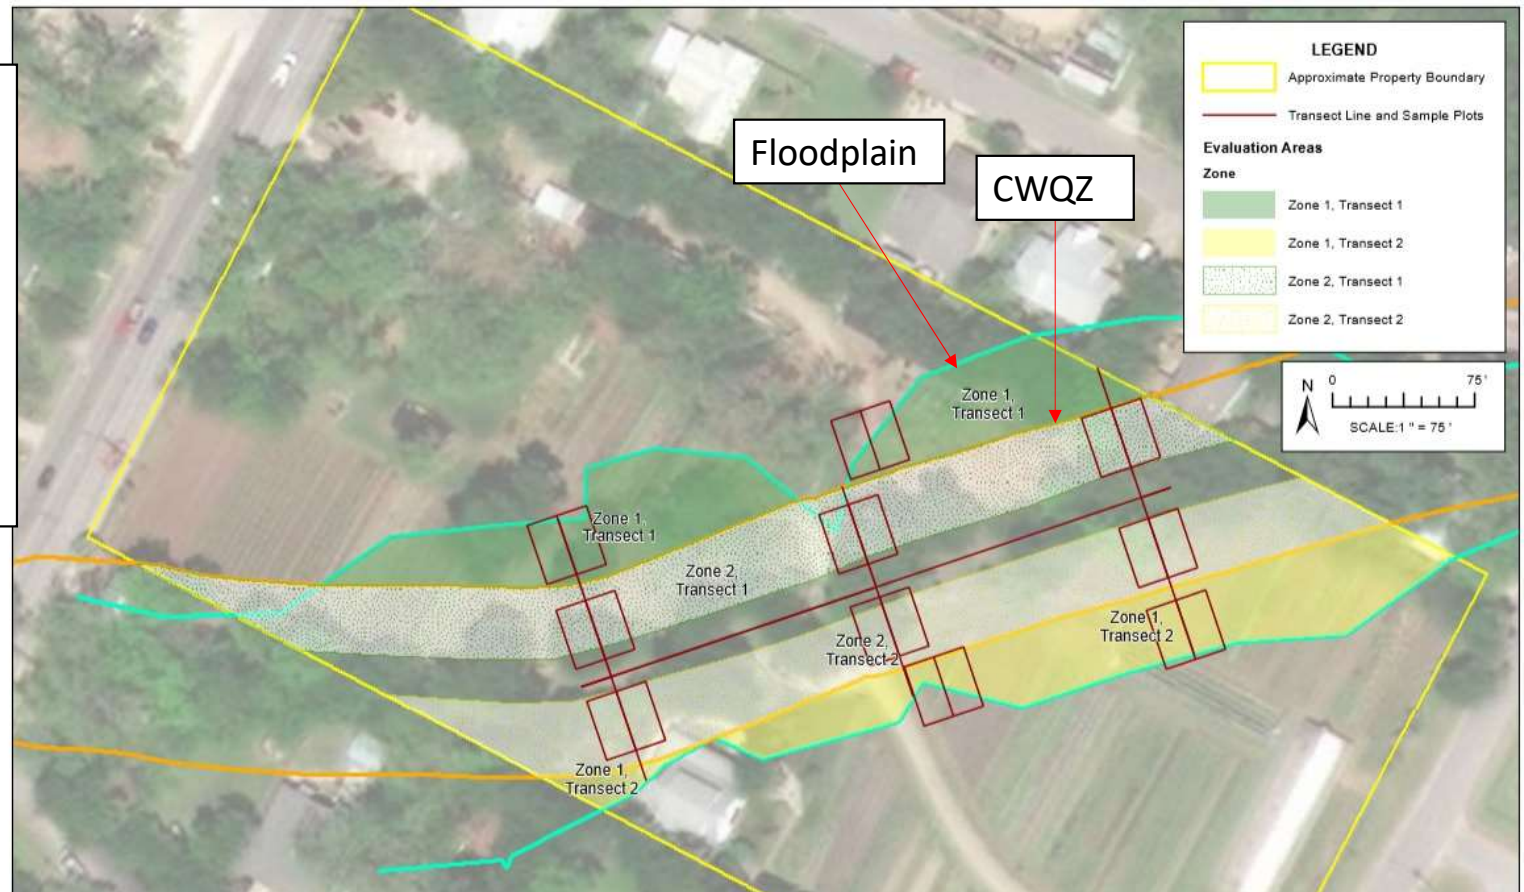 Floodplain
CWQZ
LEGEND
Approximate Property Boundary
Transect Line and Sample Plots
Evaluation Areas
Zone
Zone 1, Transect 1
Zone 1, Transect 2
Zone 2, Transect 1
Zone 2, Transect 2
N
0
75'
SCALE:1 " = 75 '
Zone 1,
Transect 1
Zone 1,
Transect 1
Zone 2,
Transect 1
Zone 2,
Transect 2
Zone 1,
Transect 2
Zone 1,
Transect 2